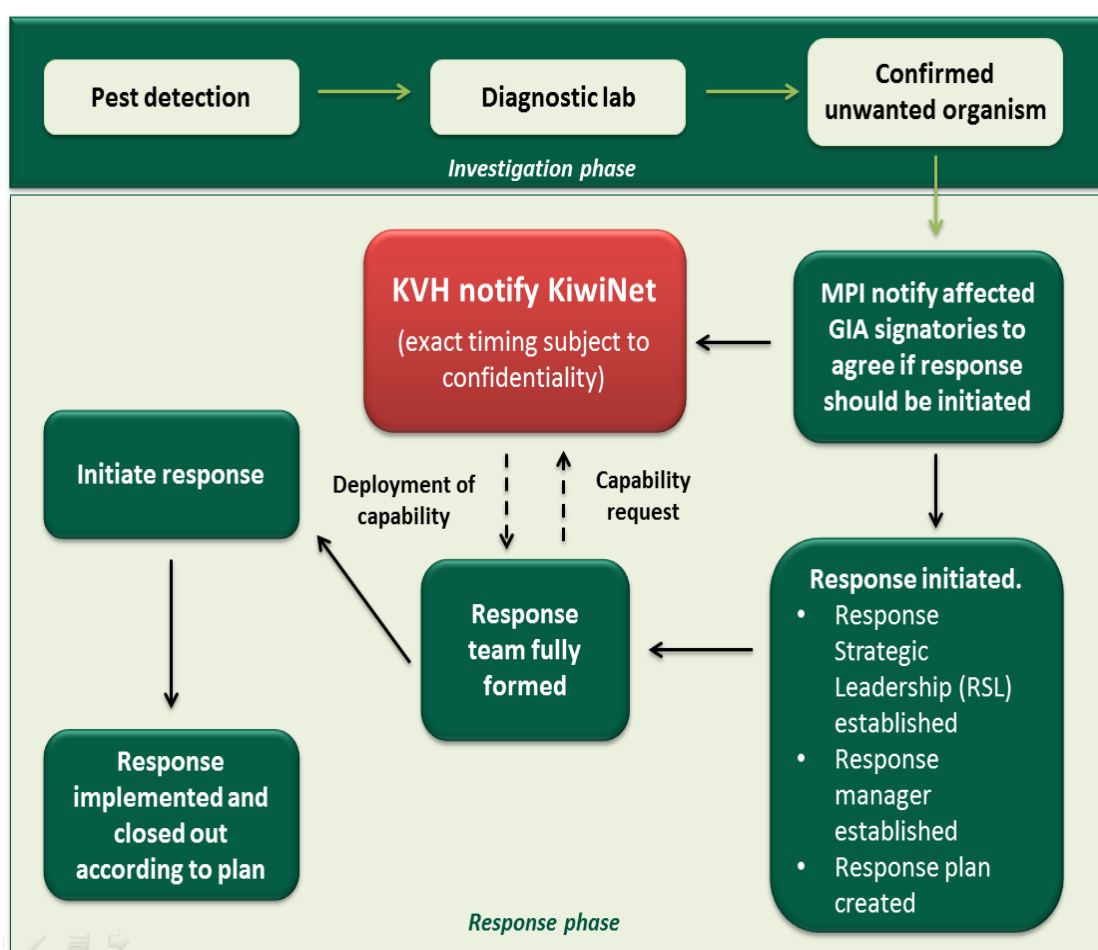 Pest detection
Diagnostic lab
Confirmed
unwanted organism
Investigation phase
KVH notify KiwiNet
(exact timing subject to
confidentiality)
MPI notify affected
GIA signatories to
agree if response
should be initiated
Initiate response
Deployment of
capability
Capability
request
Response
team fully
formed
Response initiated.
• Response
Strategic
Leadership (RSL)
established
• Response
manager
established
• Response plan
created
Response
implemented and
closed out
according to plan
Response phase